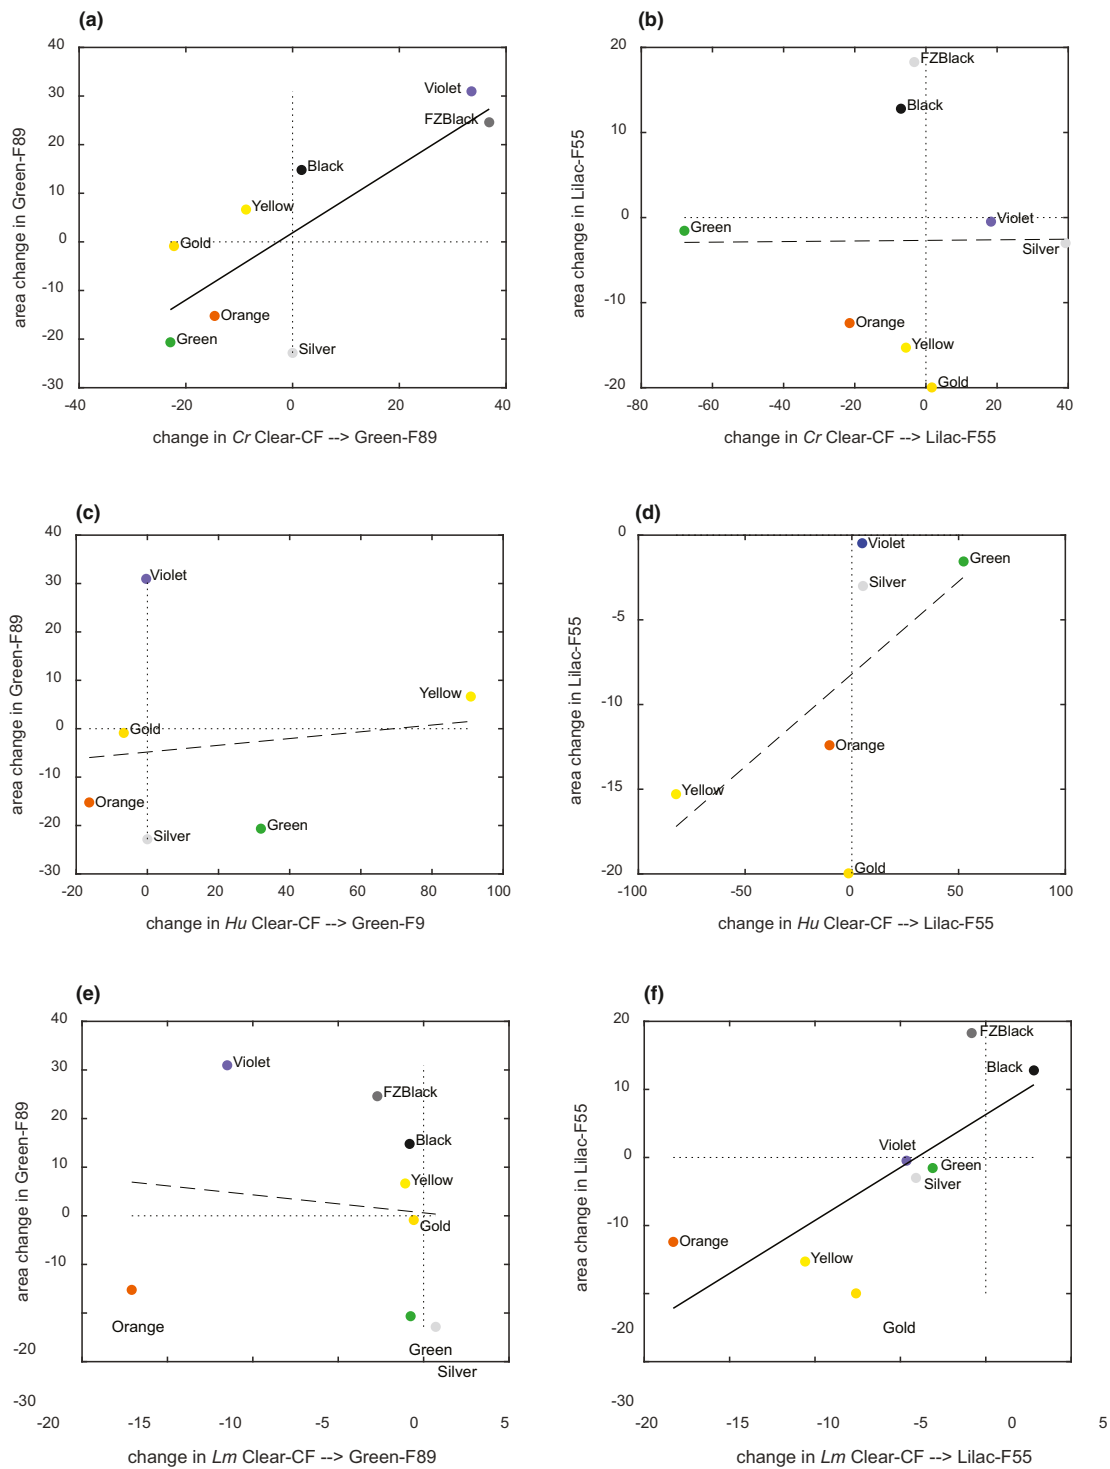 (a)
40
30
20
10
0
-10
-20
-30
-40
-20
0
20
40
area change in Green-F89
Violet
FZBlack
Black
Yellow
Gold
Orange
Green
Silver
change in Cr Clear-CF --> Green-F89
(b)
20
10
0
-10
-20
-80
-60
-40
-20
0
20
40
area change in Lilac-F55
FZBlack
Black
Green
Violet
Silver
Orange
Yellow
Gold
change in Cr Clear-CF --> Lilac-F55
(c)
40
30
20
10
0
-10
-20
-30
-20
0
20
40
60
80
100
area change in Green-F89
Violet
Yellow
Gold
Orange
Silver
Green
change in Hu Clear-CF --> Green-F9
(d)
0
-5
-10
-15
-20
-100
-50
0
50
100
area change in Lilac-F55
Violet
Green
Silver
Orange
Yellow
Gold
change in Hu Clear-CF --> Lilac-F55
(e)
40
30
20
10
0
-10
-20
-30
-20
-15
-10
-5
0
5
area change in Green-F89
Violet
FZBlack
Black
Yellow
Gold
Orange
Green
Silver
change in Lm Clear-CF --> Green-F89
(f)
20
10
0
-10
-20
-30
-20
-15
-10
-5
0
5
area change in Lilac-F55
FZBlack
Black
Violet
Green
Silver
Orange
Yellow
Gold
change in Lm Clear-CF --> Lilac-F55